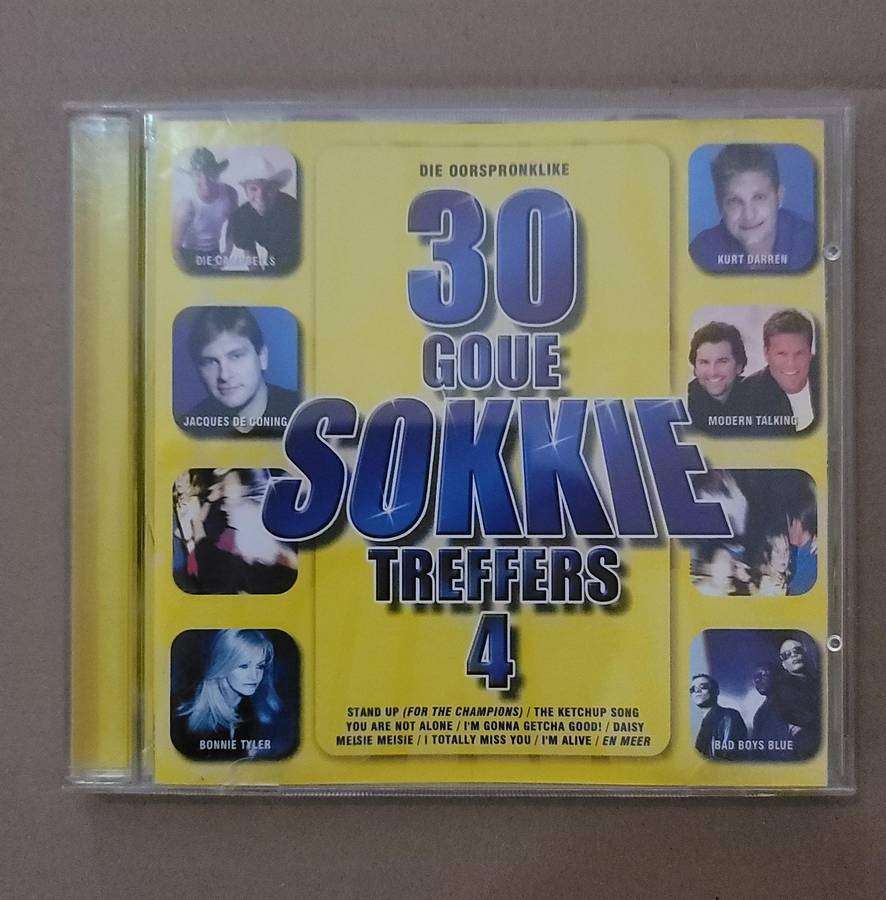 DIE OORSPRONKLIKE
30
GOUE
SOKKIE
TREFFERS
4
STAND UP (FOR THE CHAMPIONS) / THE KETCHUP SONG
YOU ARE NOT ALONE / I'M GONNA GETCHA GOOD! / DAISY
MEISIE MEISIE / I TOTALLY MISS YOU / I'M ALIVE / EN MEER
DIE CAMPBELLS
JACQUES DE CONING
BONNIE TYLER
KURT DARREN
MODERN TALKING
BAD BOYS BLUE